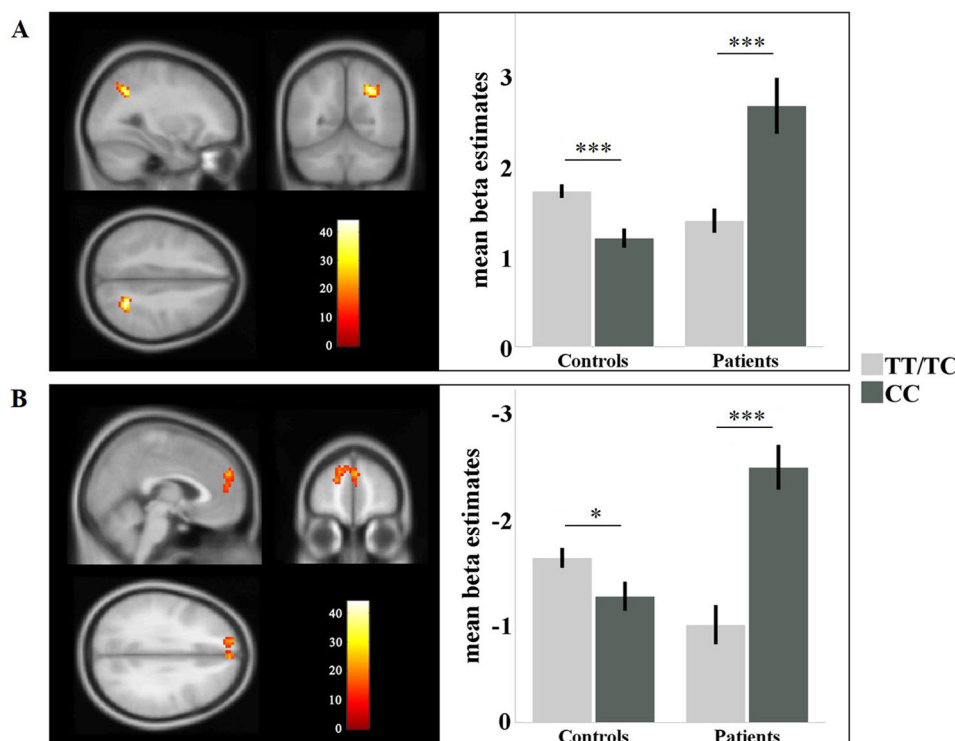 A
40
30
20
10
0
mean beta estimates
3
2
1
0
***
***
Controls
Patients
TT/TC
CC
B
40
30
20
10
0
mean beta estimates
-3
-2
-1
0
*
***
Controls
Patients